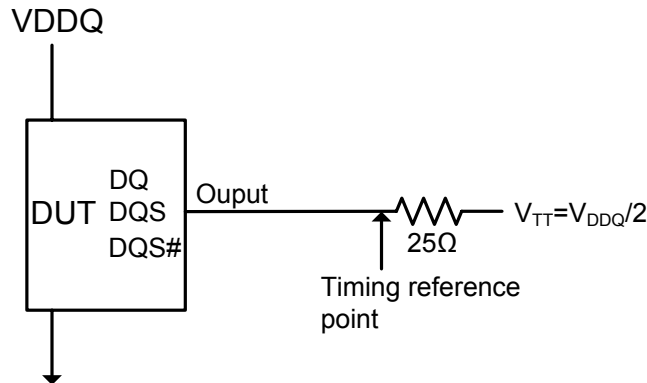 VDDQ
DUT
DQ
DQS
DQS#
Ouput
25Ω
V_TT=V_DDQ/2
Timing reference
point